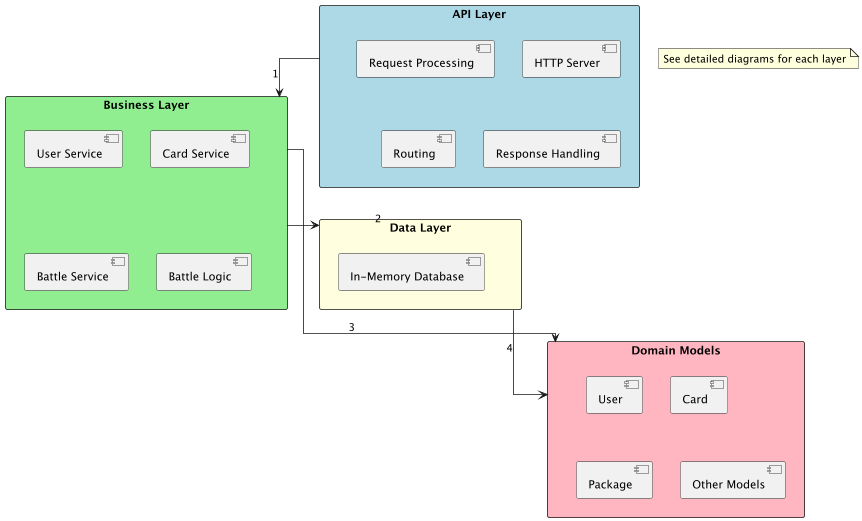 API Layer
Request Processing
HTTP Server
Routing
Response Handling
See detailed diagrams for each layer
1
Business Layer
User Service
Card Service
Battle Service
Battle Logic
2
Data Layer
In-Memory Database
3
4
Domain Models
User
Card
Package
Other Models